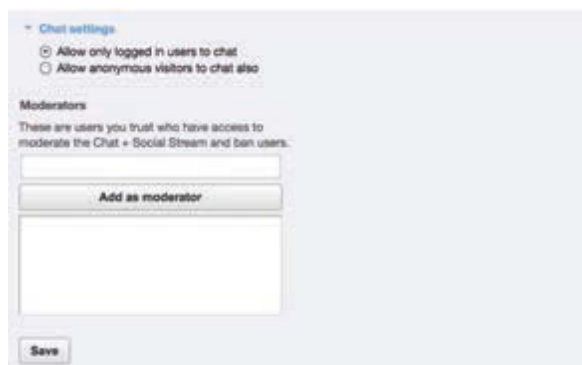 Chat settings
Allow only logged in users to chat
Allow anonymous visitors to chat also
Moderators
These are users you trust who have access to
moderate the Chat + Social Stream and ban users.
Add as moderator
Save